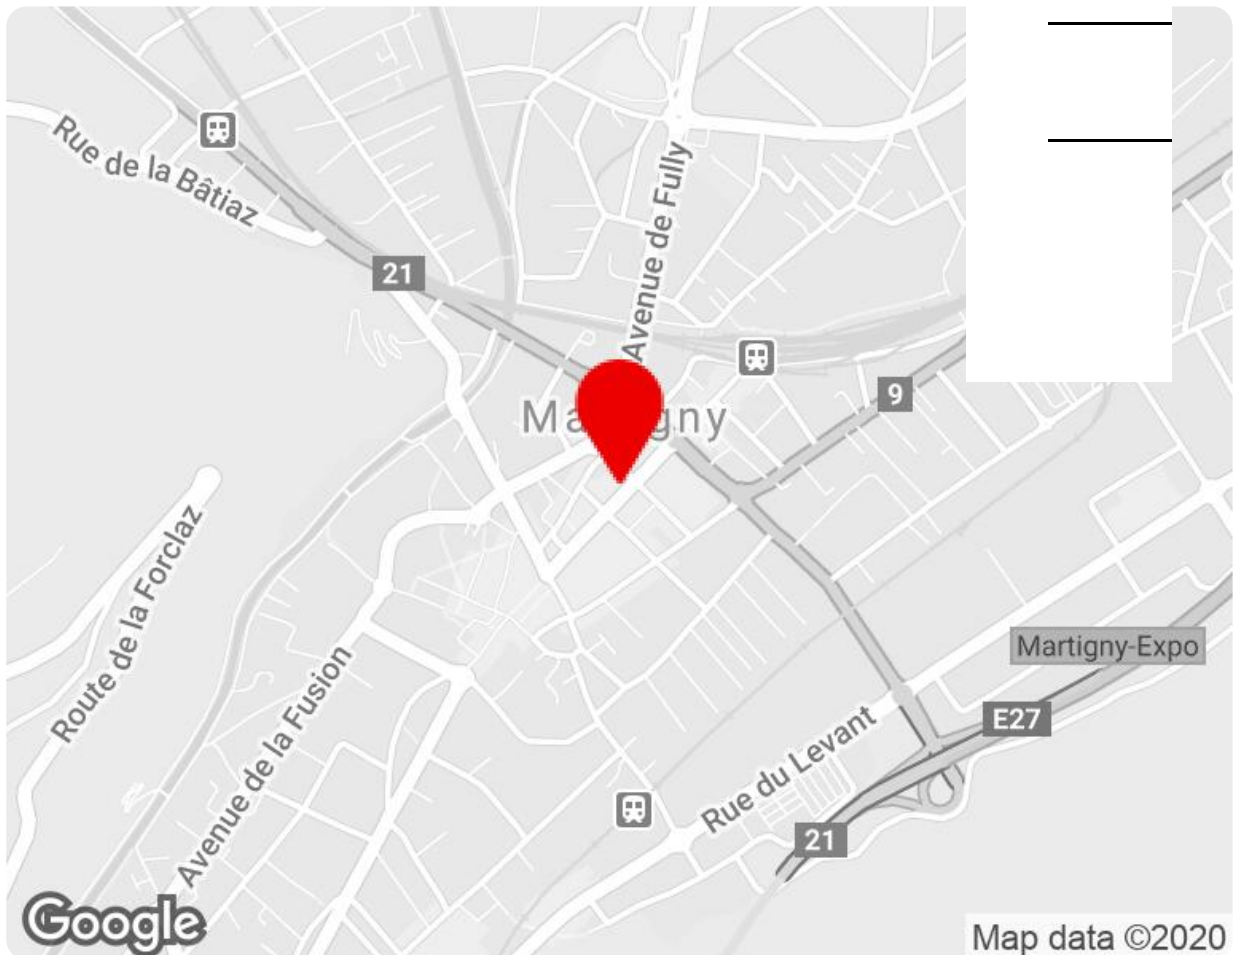 Rue de la Bâtiaz
21
Avenue de Fully
9
Route de la Forclaz
Avenue de la Fusion
Martigny-Expo
E27
Rue du Levant
21
Google
Map data ©2020